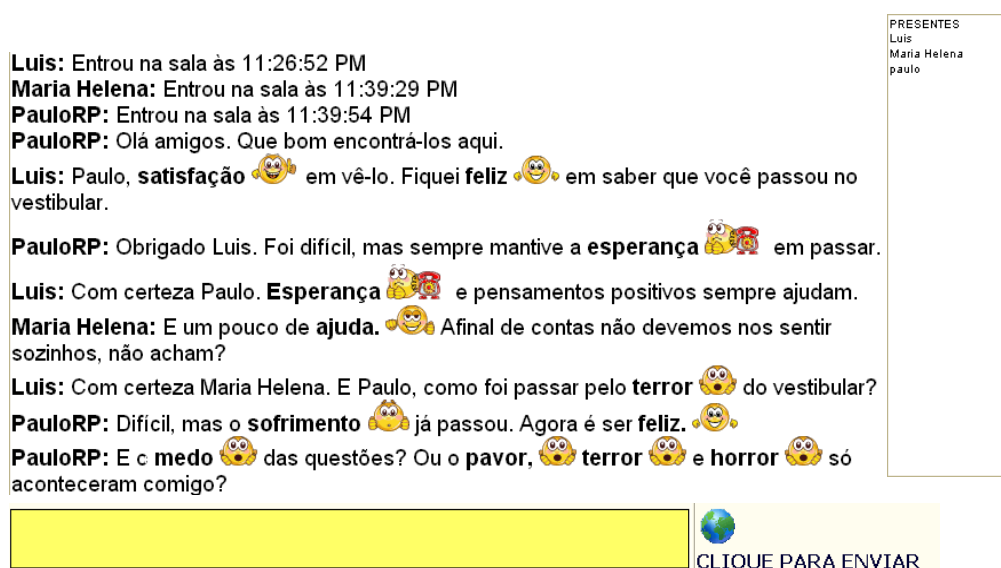 PRESENTES
Luis
Maria Helena
paulo
Luis: Entrou na sala às 11:26:52 PM
Maria Helena: Entrou na sala às 11:39:29 PM
PauloRP: Entrou na sala às 11:39:54 PM
PauloRP: Olá amigos. Que bom encontrá-los aqui.
Luis: Paulo, satisfação em vê-lo. Fiquei feliz em saber que você passou no
vestibular.
PauloRP: Obrigado Luis. Foi difícil, mas sempre mantive a esperança em passar.
Luis: Com certeza Paulo. Esperança e pensamentos positivos sempre ajudam.
Maria Helena: E um pouco de ajuda. Afinal de contas não devemos nos sentir
sozinhos, não acham?
Luis: Com certeza Maria Helena. E Paulo, como foi passar pelo terror do vestibular?
PauloRP: Difícil, mas o sofrimento já passou. Agora é ser feliz.
PauloRP: E o medo das questões? Ou o pavor, terror e horror só
aconteceram comigo?
CLIQUE PARA ENVIAR